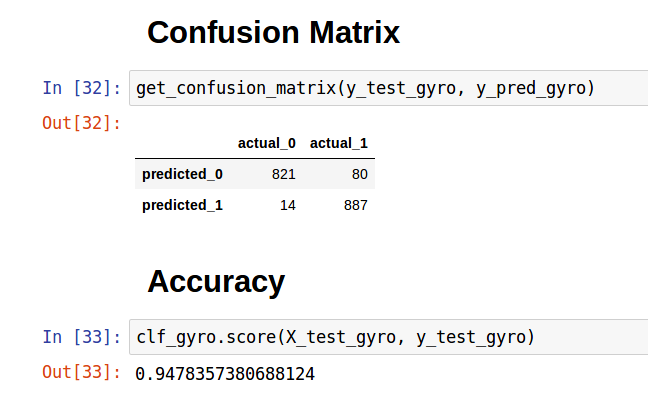 Confusion Matrix
In [32]: get_confusion_matrix(y_test_gyro, y_pred_gyro)
Out[32]:
actual_0 actual_1
predicted_0 821 80
predicted_1 14 887
Accuracy
In [33]: clf_gyro.score(X_test_gyro, y_test_gyro)
Out[33]: 0.9478357380688124